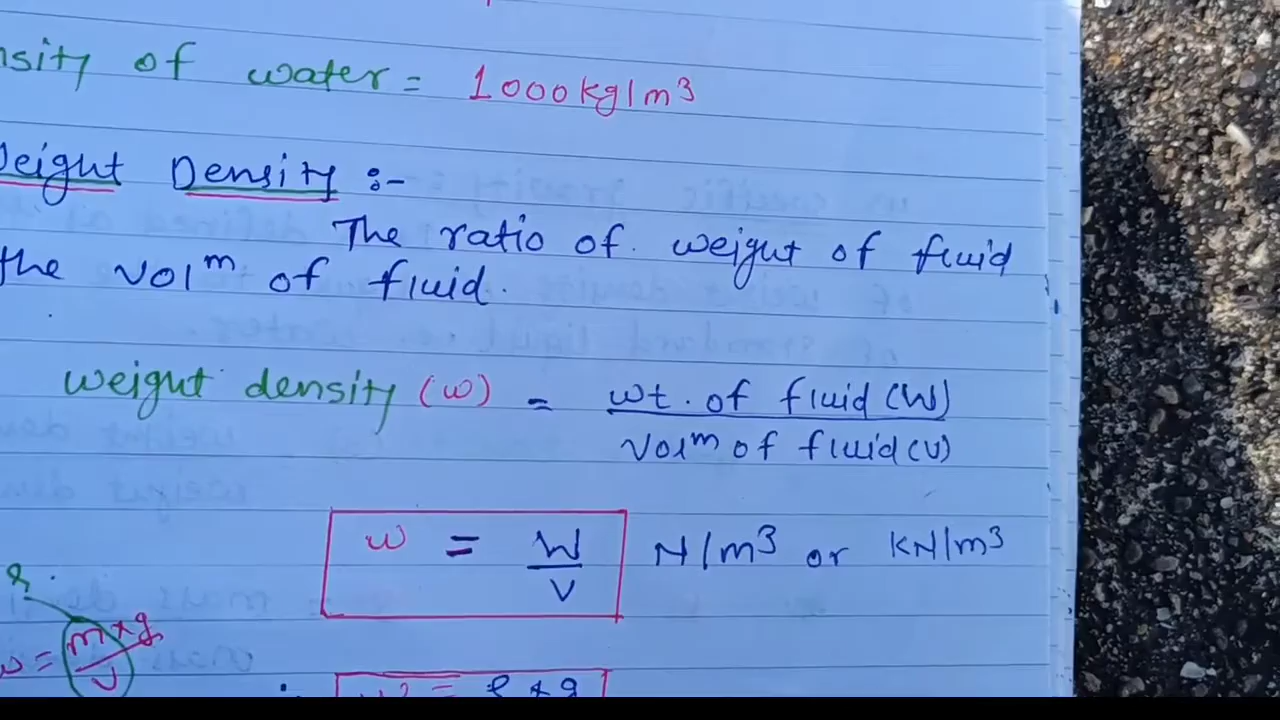 nsity of water = 1000kg/m³
Weight Density :-
The ratio of weight of fluid
the volᵐ of fluid.
weight density (w) = wt. of fluid (W) / Volᵐ of fluid (V)
w = W / V N/m³ or KN/m³
w = m × g / V
∴ w = ρ × g